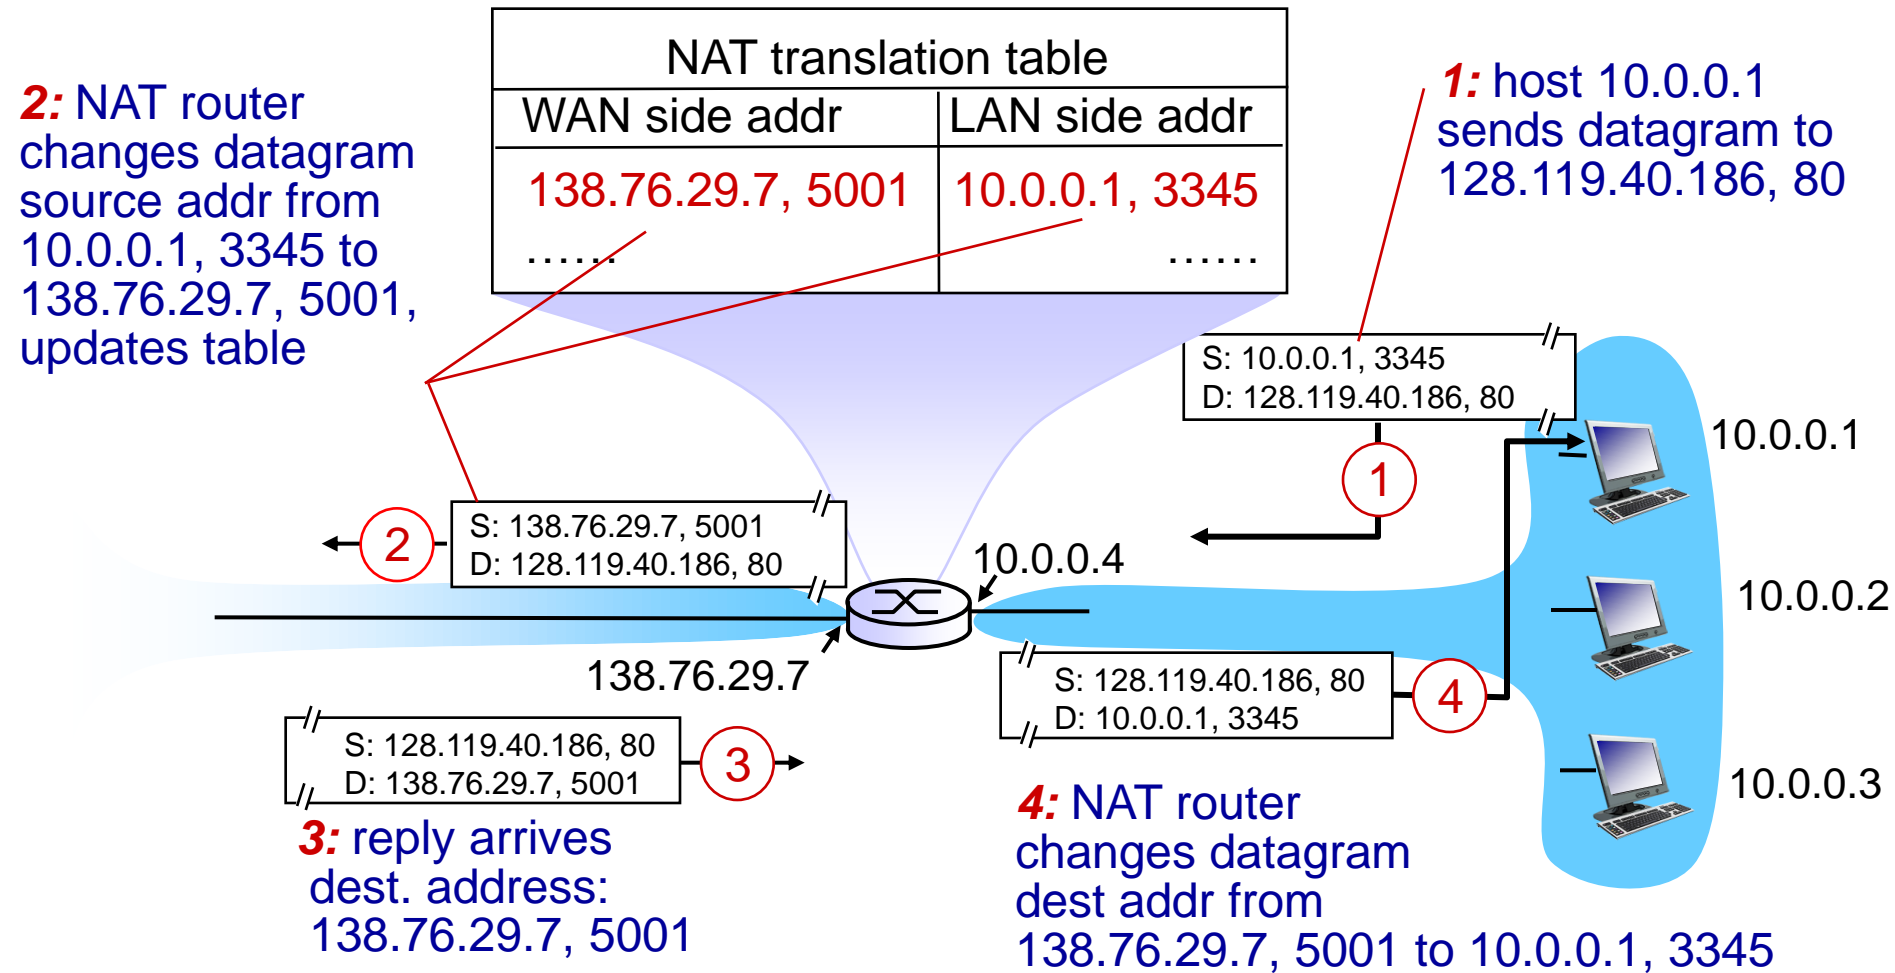 NAT translation table
WAN side addr LAN side addr
138.76.29.7, 5001 10.0.0.1, 3345
...... ......
2: NAT router
changes datagram
source addr from
10.0.0.1, 3345 to
138.76.29.7, 5001,
updates table
1: host 10.0.0.1
sends datagram to
128.119.40.186, 80
S: 10.0.0.1, 3345
D: 128.119.40.186, 80
1
10.0.0.1
S: 138.76.29.7, 5001
D: 128.119.40.186, 80
2
10.0.0.4
10.0.0.2
138.76.29.7
S: 128.119.40.186, 80
D: 10.0.0.1, 3345
4
S: 128.119.40.186, 80
D: 138.76.29.7, 5001
3
10.0.0.3
3: reply arrives
dest. address:
138.76.29.7, 5001
4: NAT router
changes datagram
dest addr from
138.76.29.7, 5001 to 10.0.0.1, 3345